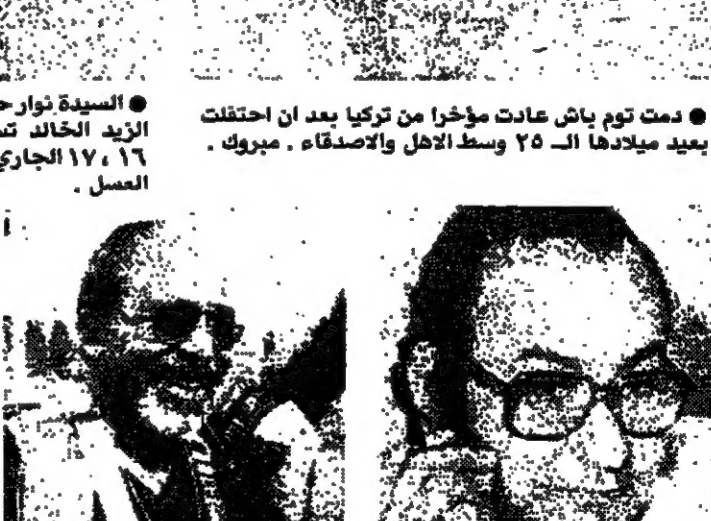 ● دمت توم باش عادت مؤخرا من تركيا بعد ان احتفلت
بعيد ميلادها الـ ٢٥ وسط الاهل والاصدقاء . مبروك .
● السيدة نوار
الزيد الخالد
١٦ ، ١٧ الجاري
العسل .